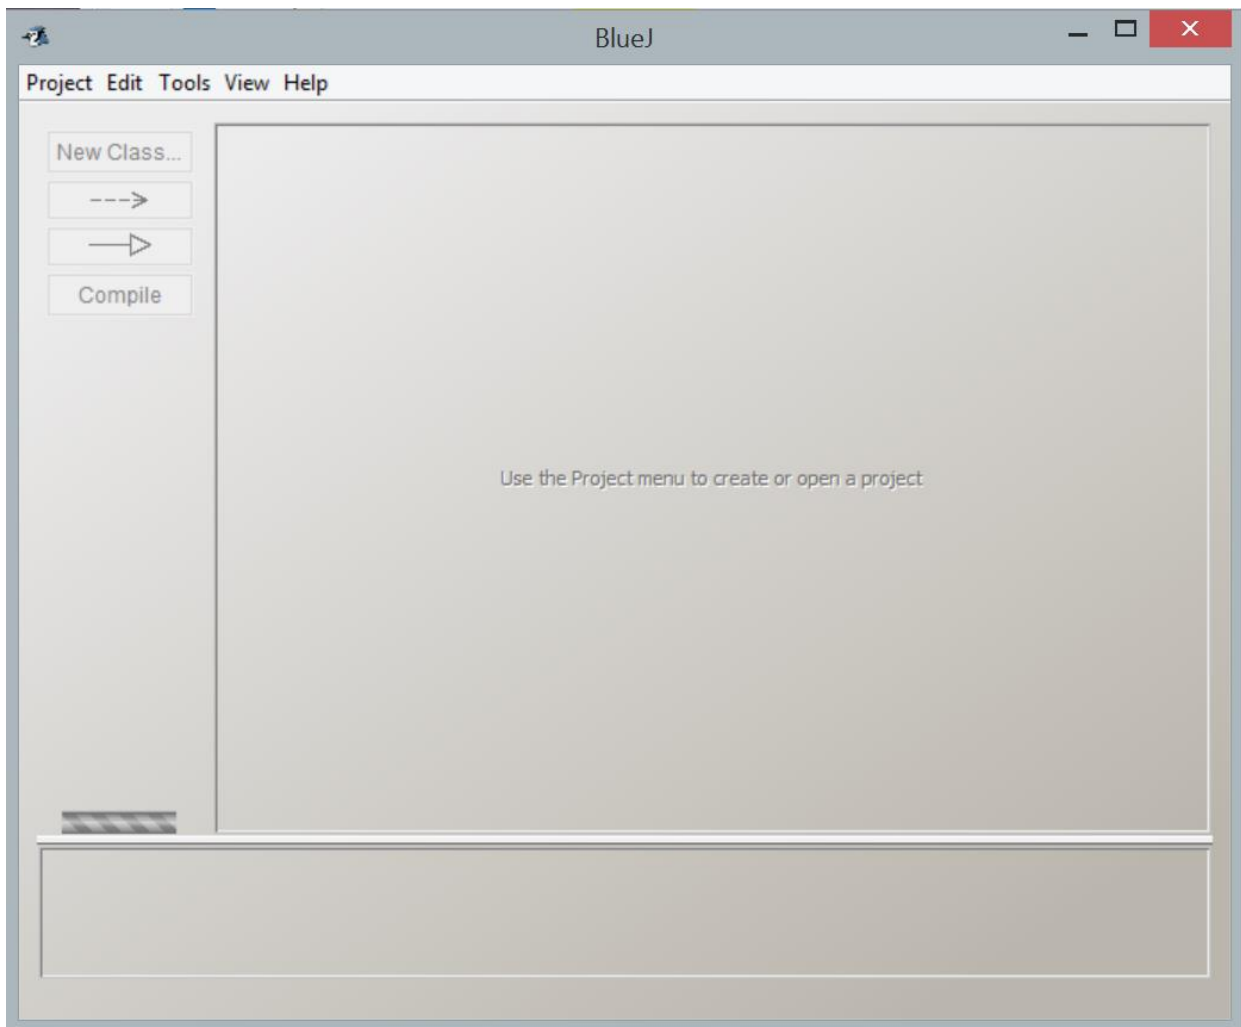 BlueJ
Project Edit Tools View Help
New Class...
Compile
Use the Project menu to create or open a project